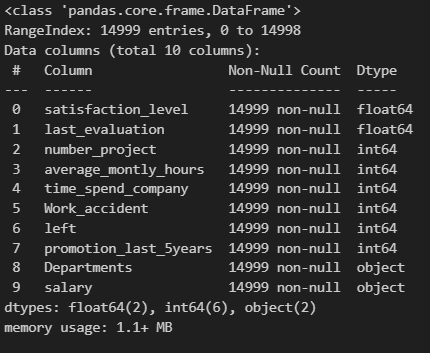 <class 'pandas.core.frame.DataFrame'>
RangeIndex: 14999 entries, 0 to 14998
Data columns (total 10 columns):
 #   Column                 Non-Null Count  Dtype
---  ------                 --------------  -----
 0   satisfaction_level     14999 non-null  float64
 1   last_evaluation        14999 non-null  float64
 2   number_project         14999 non-null  int64
 3   average_montly_hours   14999 non-null  int64
 4   time_spend_company     14999 non-null  int64
 5   Work_accident          14999 non-null  int64
 6   left                   14999 non-null  int64
 7   promotion_last_5years  14999 non-null  int64
 8   Departments            14999 non-null  object
 9   salary                 14999 non-null  object
dtypes: float64(2), int64(6), object(2)
memory usage: 1.1+ MB